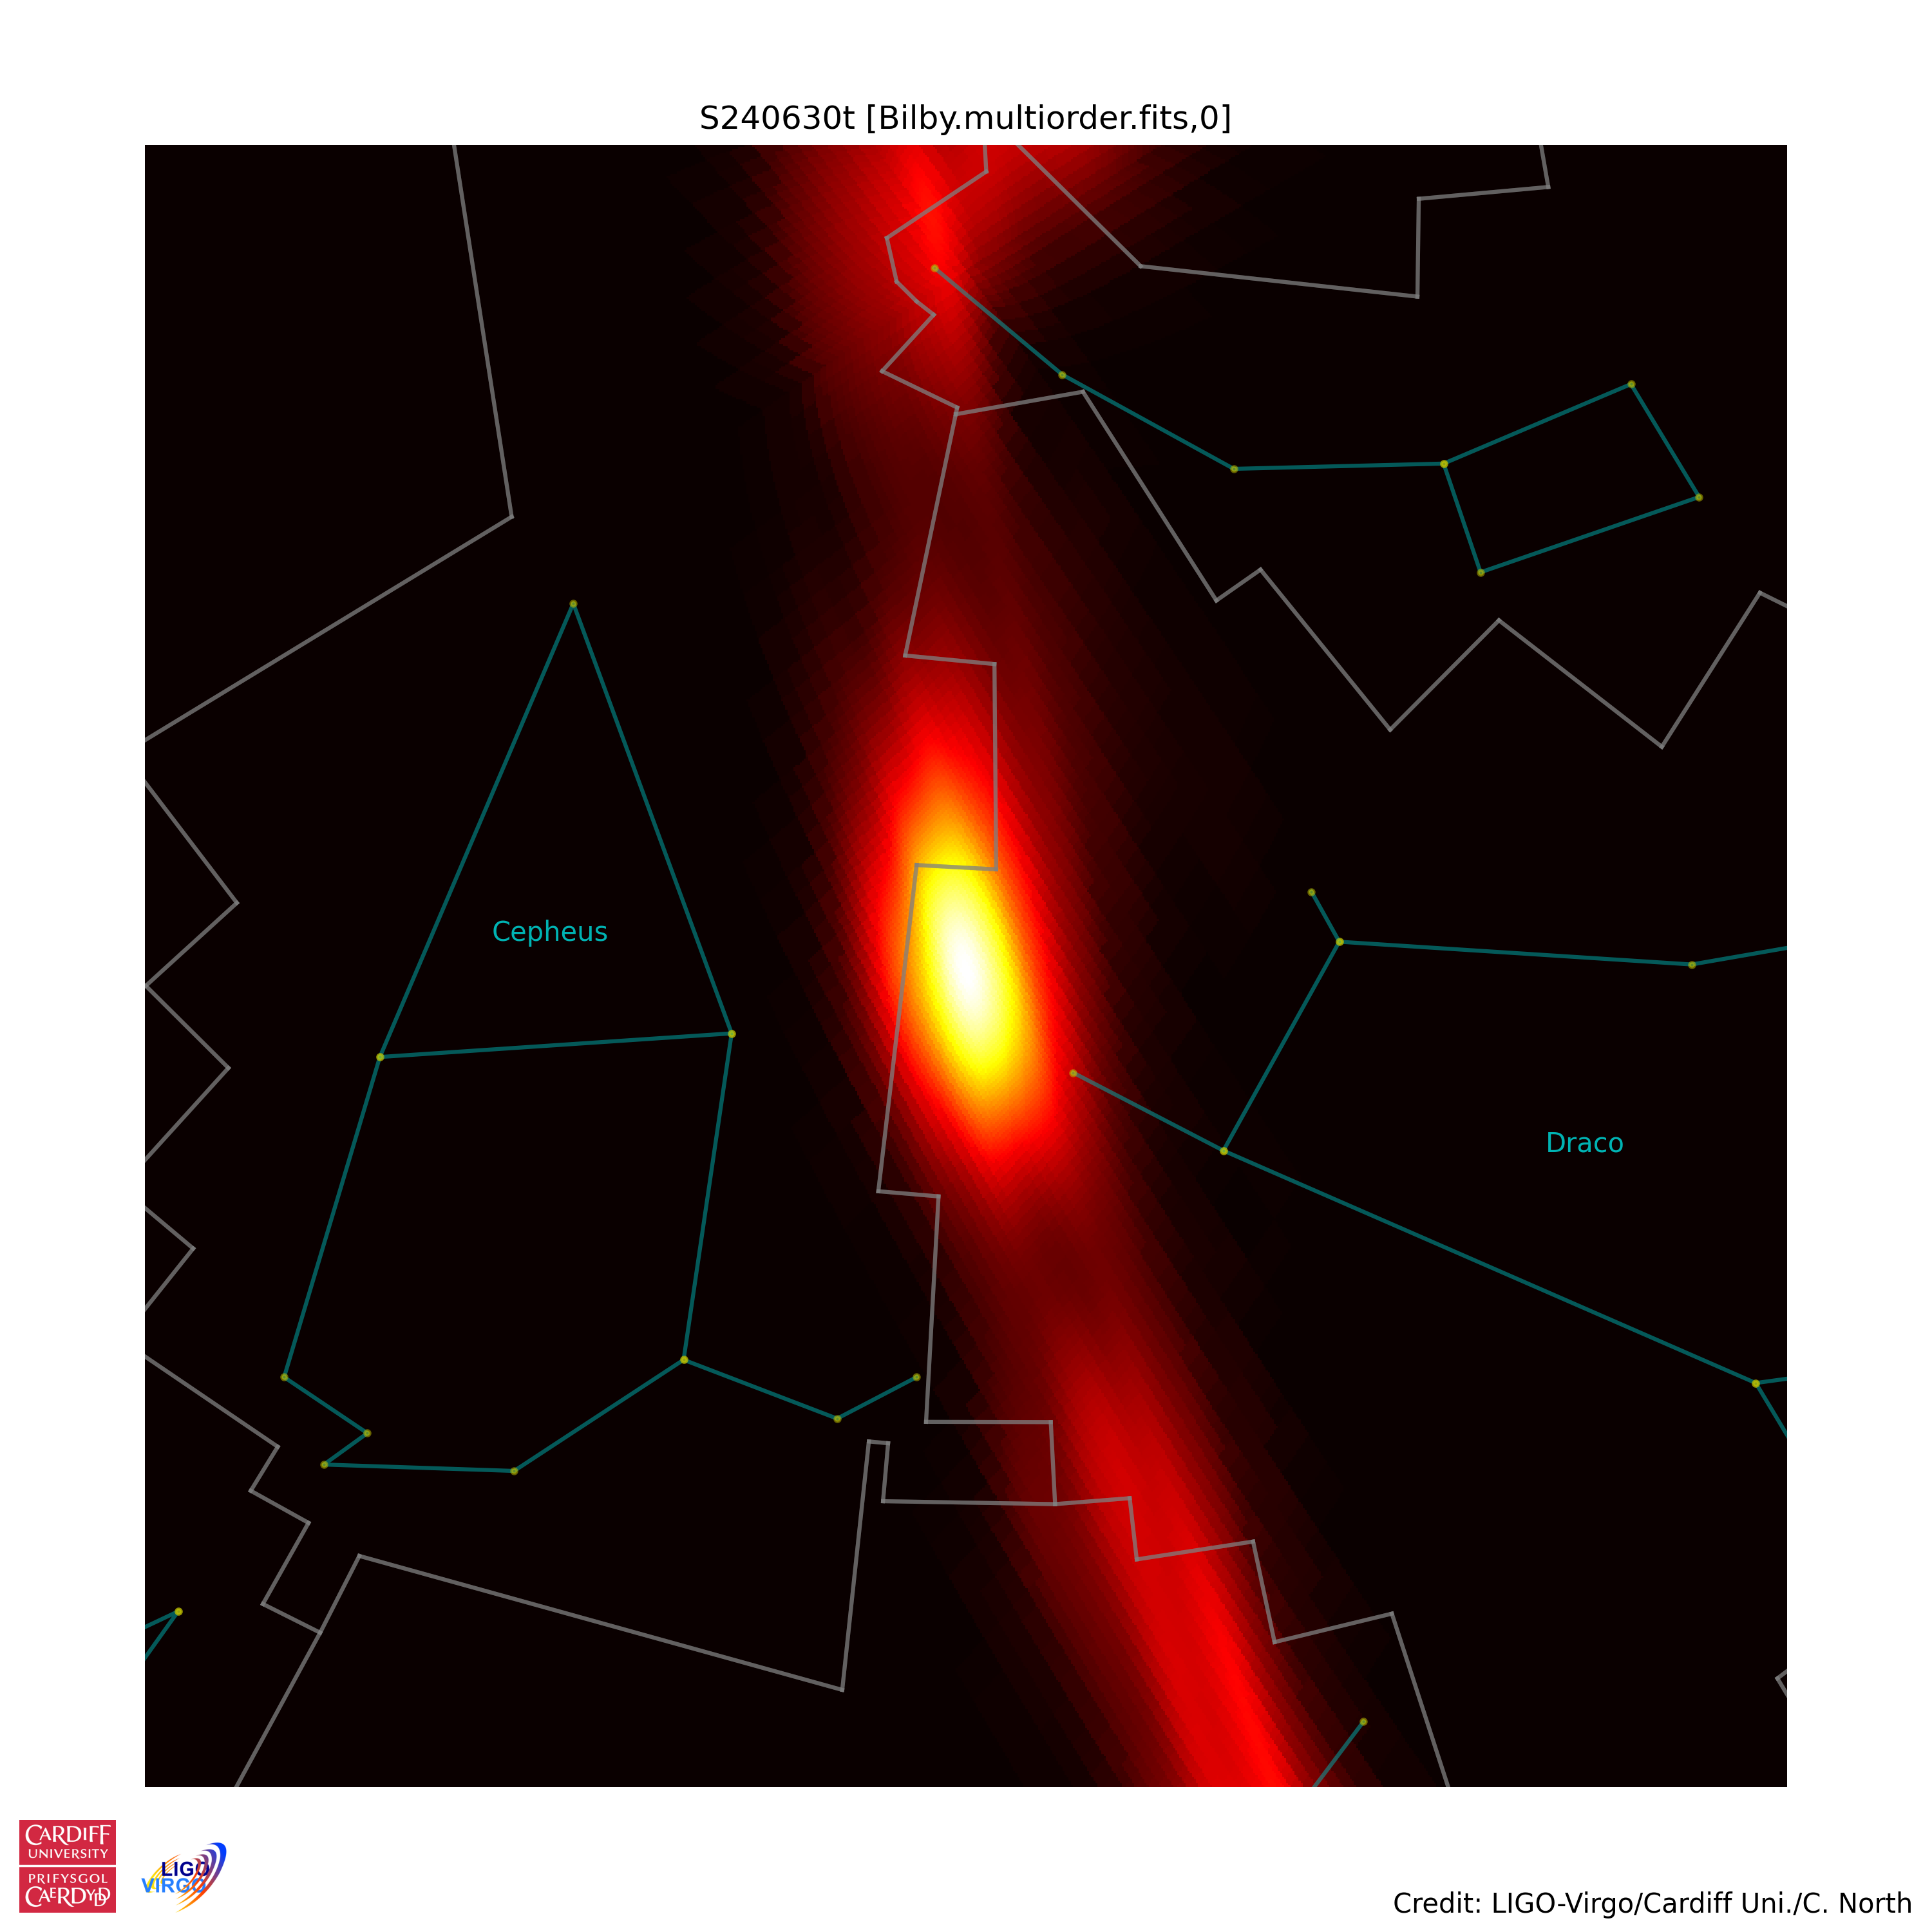 S240630t [Bilby.multiorder.fits,0]
Cepheus
Draco
CARDIFF
UNIVERSITY
PRIFYSGOL
CAERDYDD
LIGO
VIRGO
Credit: LIGO-Virgo/Cardiff Uni./C. North